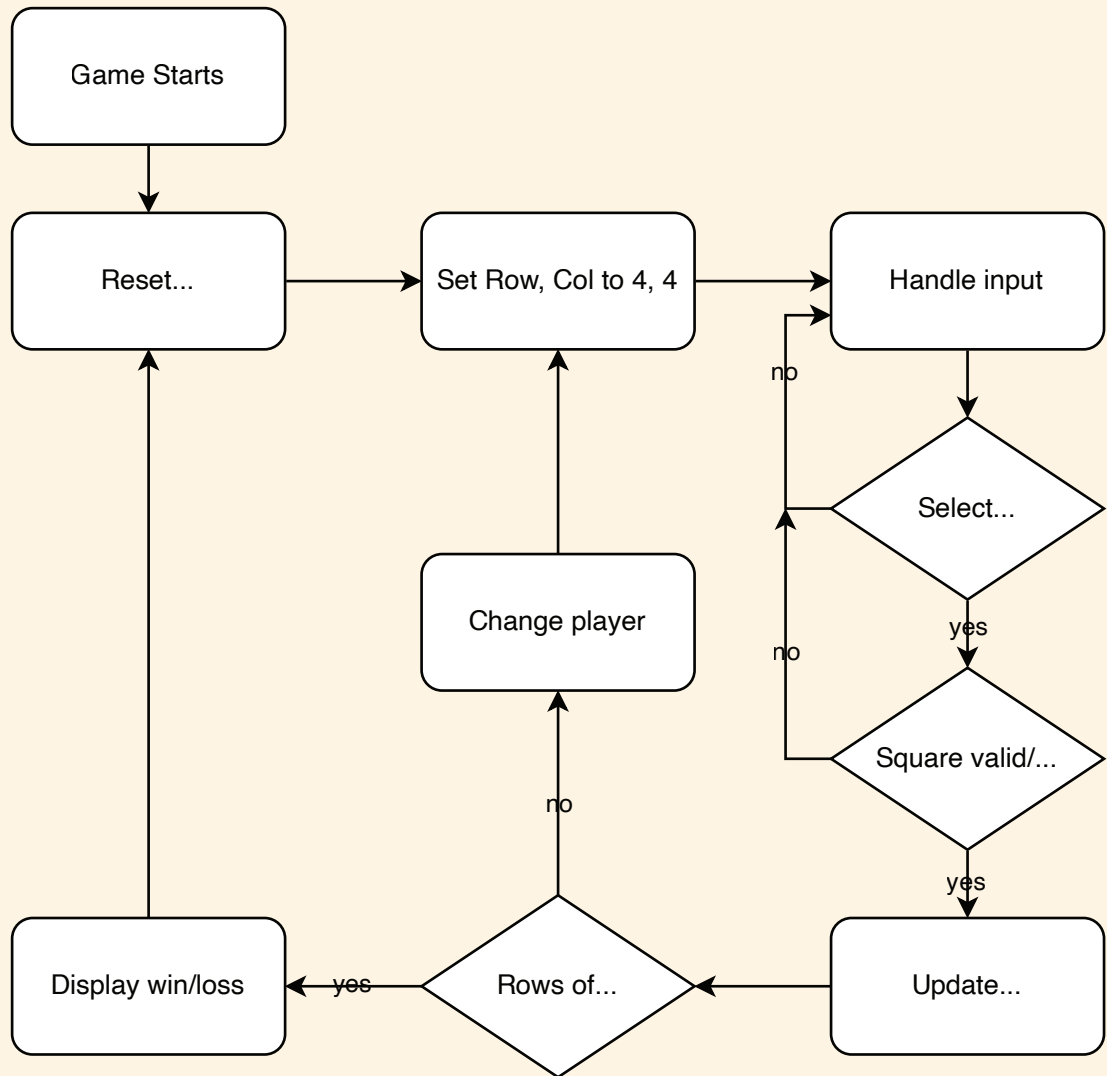 Game Starts
Reset...
Set Row, Col to 4, 4
Handle input
no
Select...
Change player
yes
no
Square valid/...
no
yes
Display win/loss
yes
Rows of...
Update...